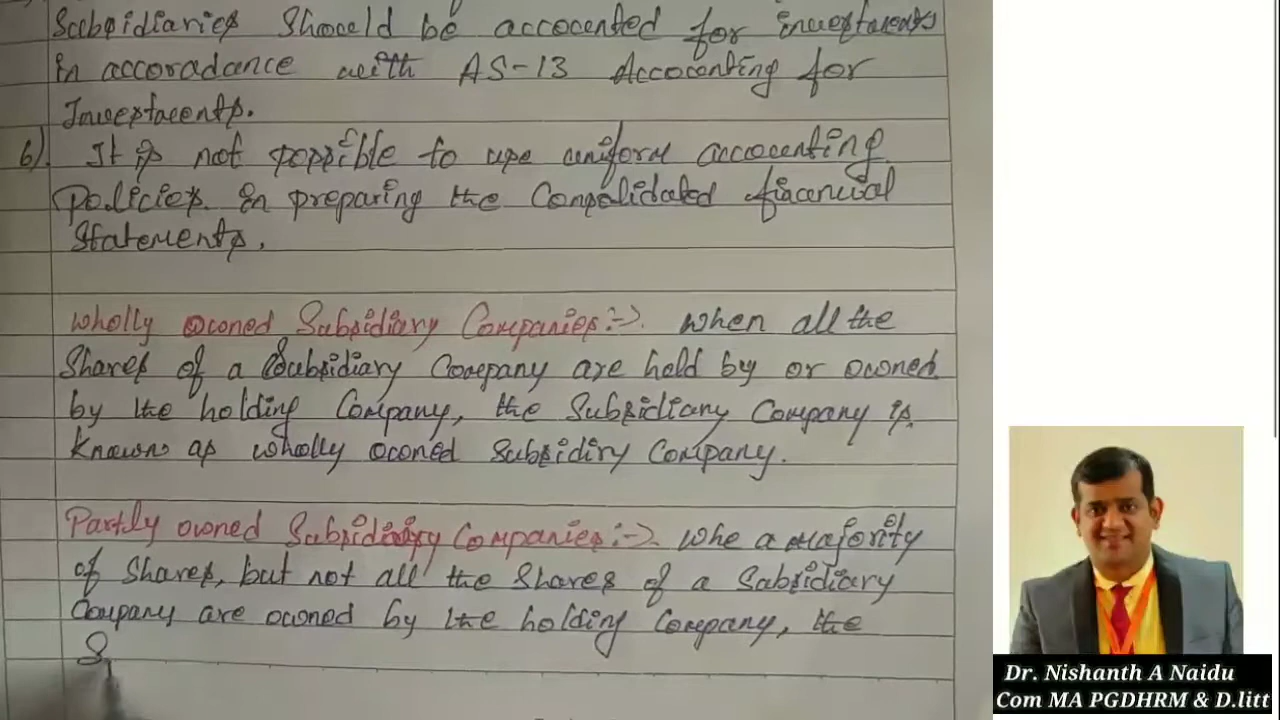 Subsidiaries should be accounted for investments
in accoradance with AS-13 Accounting for
Investments.
6) It is not possible to use uniform accounting
Policies in preparing the Consolidated financial
Statements.
Wholly owned Subsidiary Companies:-> When all the
Shares of a Subsidiary Company are held by or owned
by the holding Company, the Subsidiary Company is
Known as wholly owned Subsidiry Company.
Partly owned Subsidiary Companies:-> Whe a majority
of Shares, but not all the Shares of a Subsidiary
Company are owned by the holding Company, the
S
Dr. Nishanth A Naidu
Com MA PGDHRM & D.litt